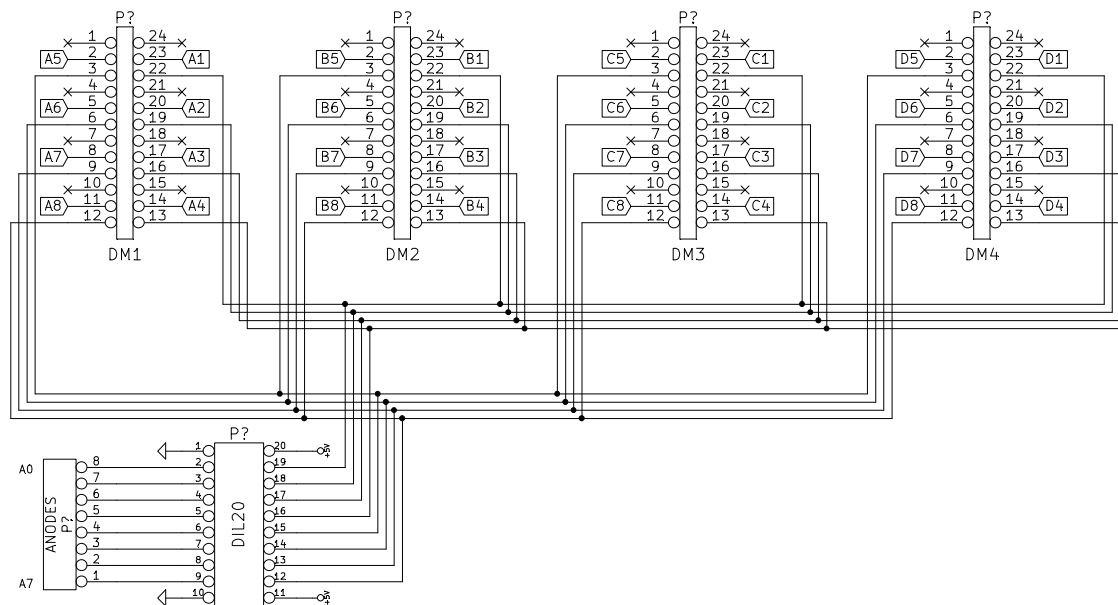 P? P? P? P?
1 24 1 24 1 24 1 24
A5 2 23 A1 B5 2 23 B1 C5 2 23 C1 D5 2 23 D1
3 22 3 22 3 22 3 22
4 21 4 21 4 21 4 21
A6 5 20 A2 B6 5 20 B2 C6 5 20 C2 D6 5 20 D2
6 19 6 19 6 19 6 19
7 18 7 18 7 18 7 18
A7 8 17 A3 B7 8 17 B3 C7 8 17 C3 D7 8 17 D3
9 16 9 16 9 16 9 16
10 15 10 15 10 15 10 15
A8 11 14 A4 B8 11 14 B4 C8 11 14 C4 D8 11 14 D4
12 13 12 13 12 13 12 13
DM1 DM2 DM3 DM4
P?
1 20 +5V
A0 8 2 19
7 3 18
6 4 17
5 5 16
4 6 15
3 7 14
2 8 13
A7 1 9 12
10 11 +5V
ANODES
P?
DIL20